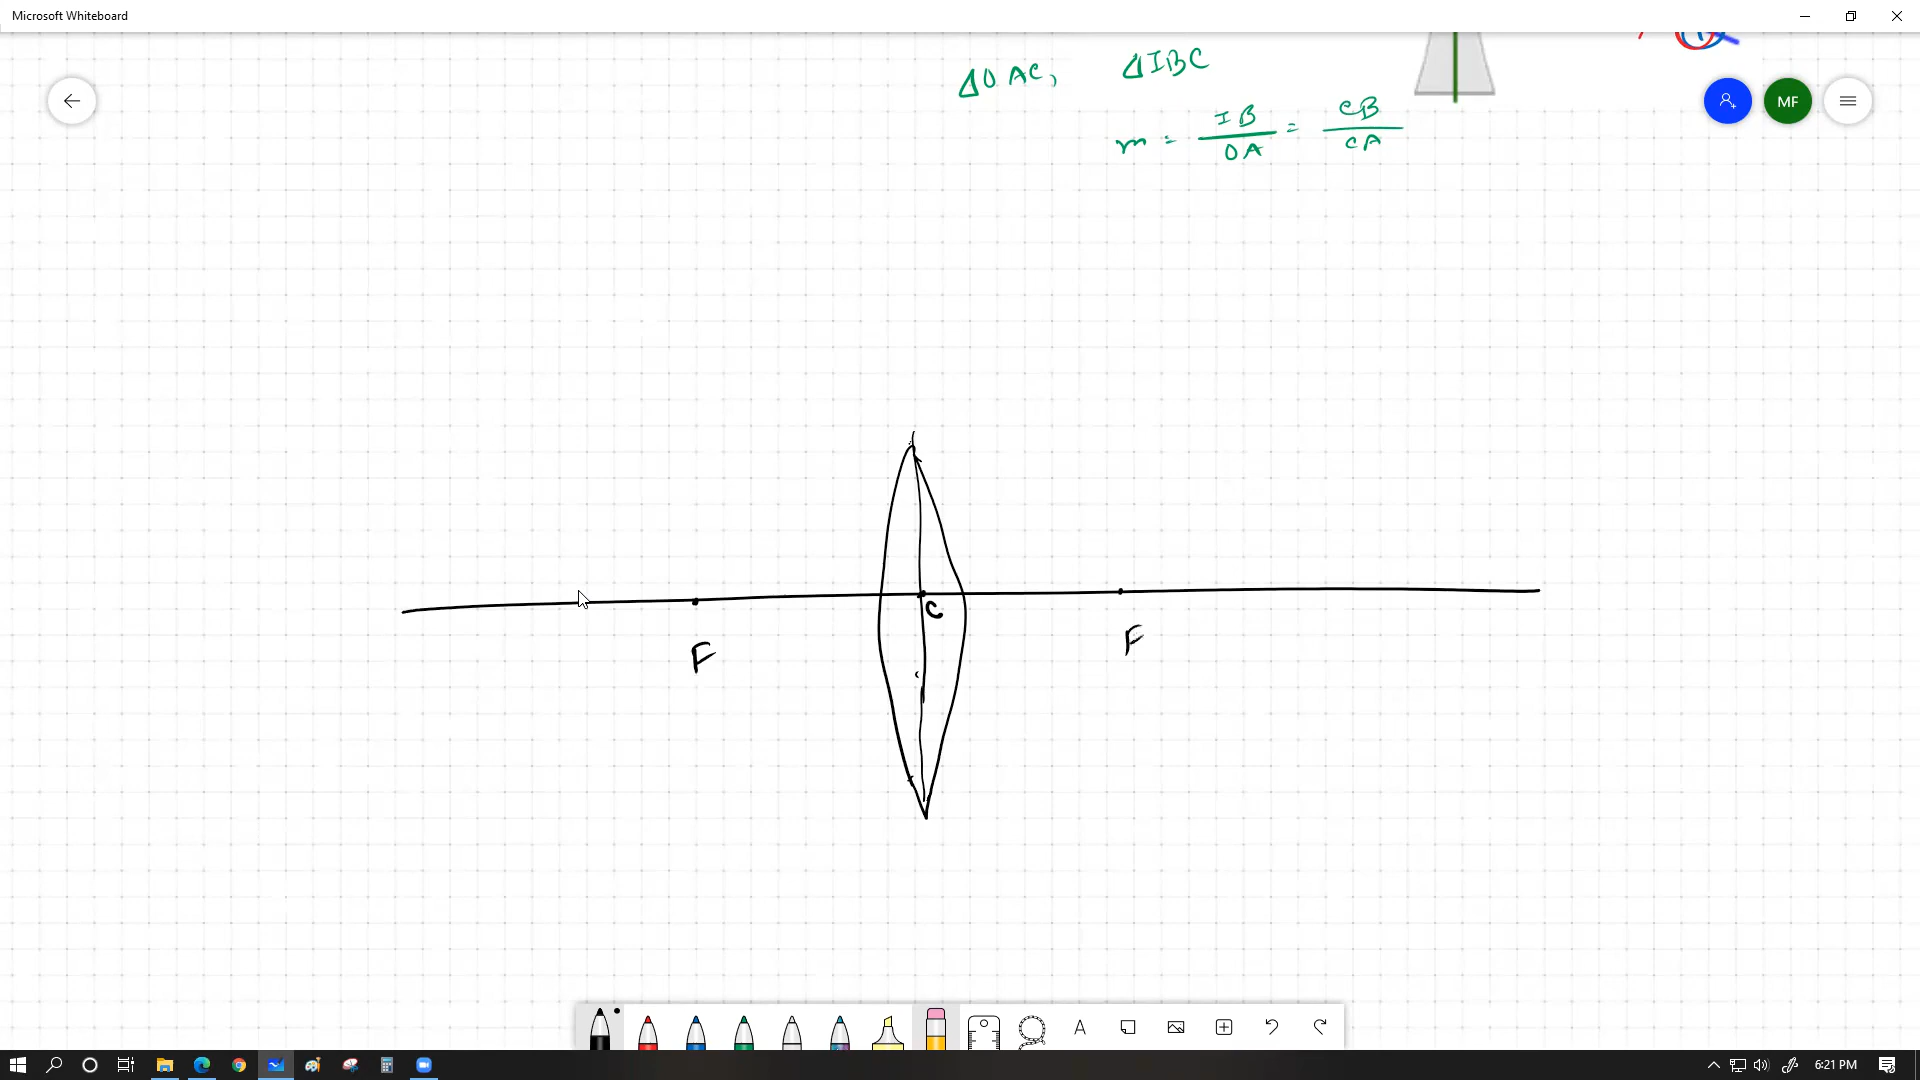 Microsoft Whiteboard
ΔOAC, ΔIBC
m = IB/OA = CB/CA
MF
C
F F
A
6:21 PM